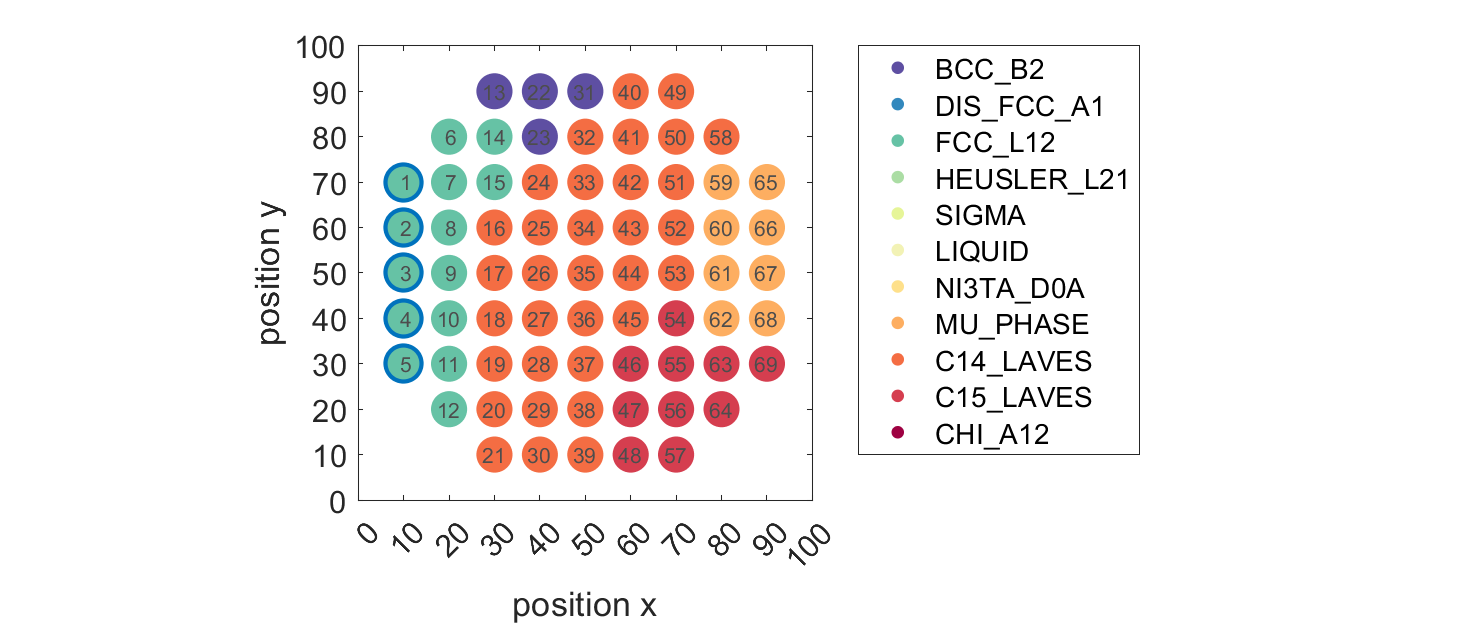 100
90
80
70
60
50
40
30
20
10
0
position y
13 22 31 40 49
6 14 23 32 41 50 58
1 7 15 24 33 42 51 59 65
2 8 16 25 34 43 52 60 66
3 9 17 26 35 44 53 61 67
4 10 18 27 36 45 54 62 68
5 11 19 28 37 46 55 63 69
12 20 29 38 47 56 64
21 30 39 48 57
0 10 20 30 40 50 60 70 80 90 100
position x
BCC_B2
DIS_FCC_A1
FCC_L12
HEUSLER_L21
SIGMA
LIQUID
NI3TA_D0A
MU_PHASE
C14_LAVES
C15_LAVES
CHI_A12